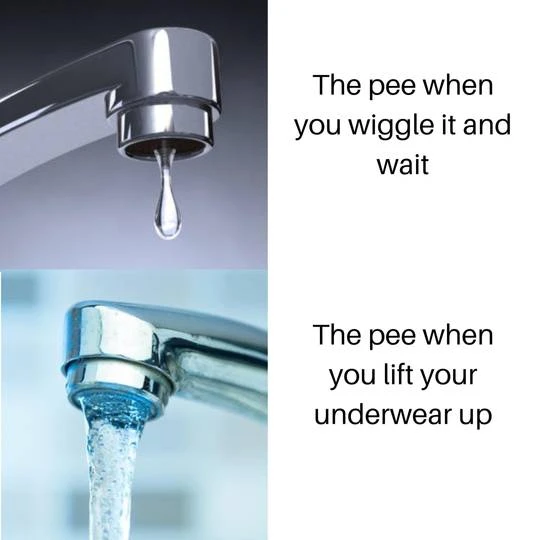 The pee when
you wiggle it and
wait
The pee when
you lift your
underwear up